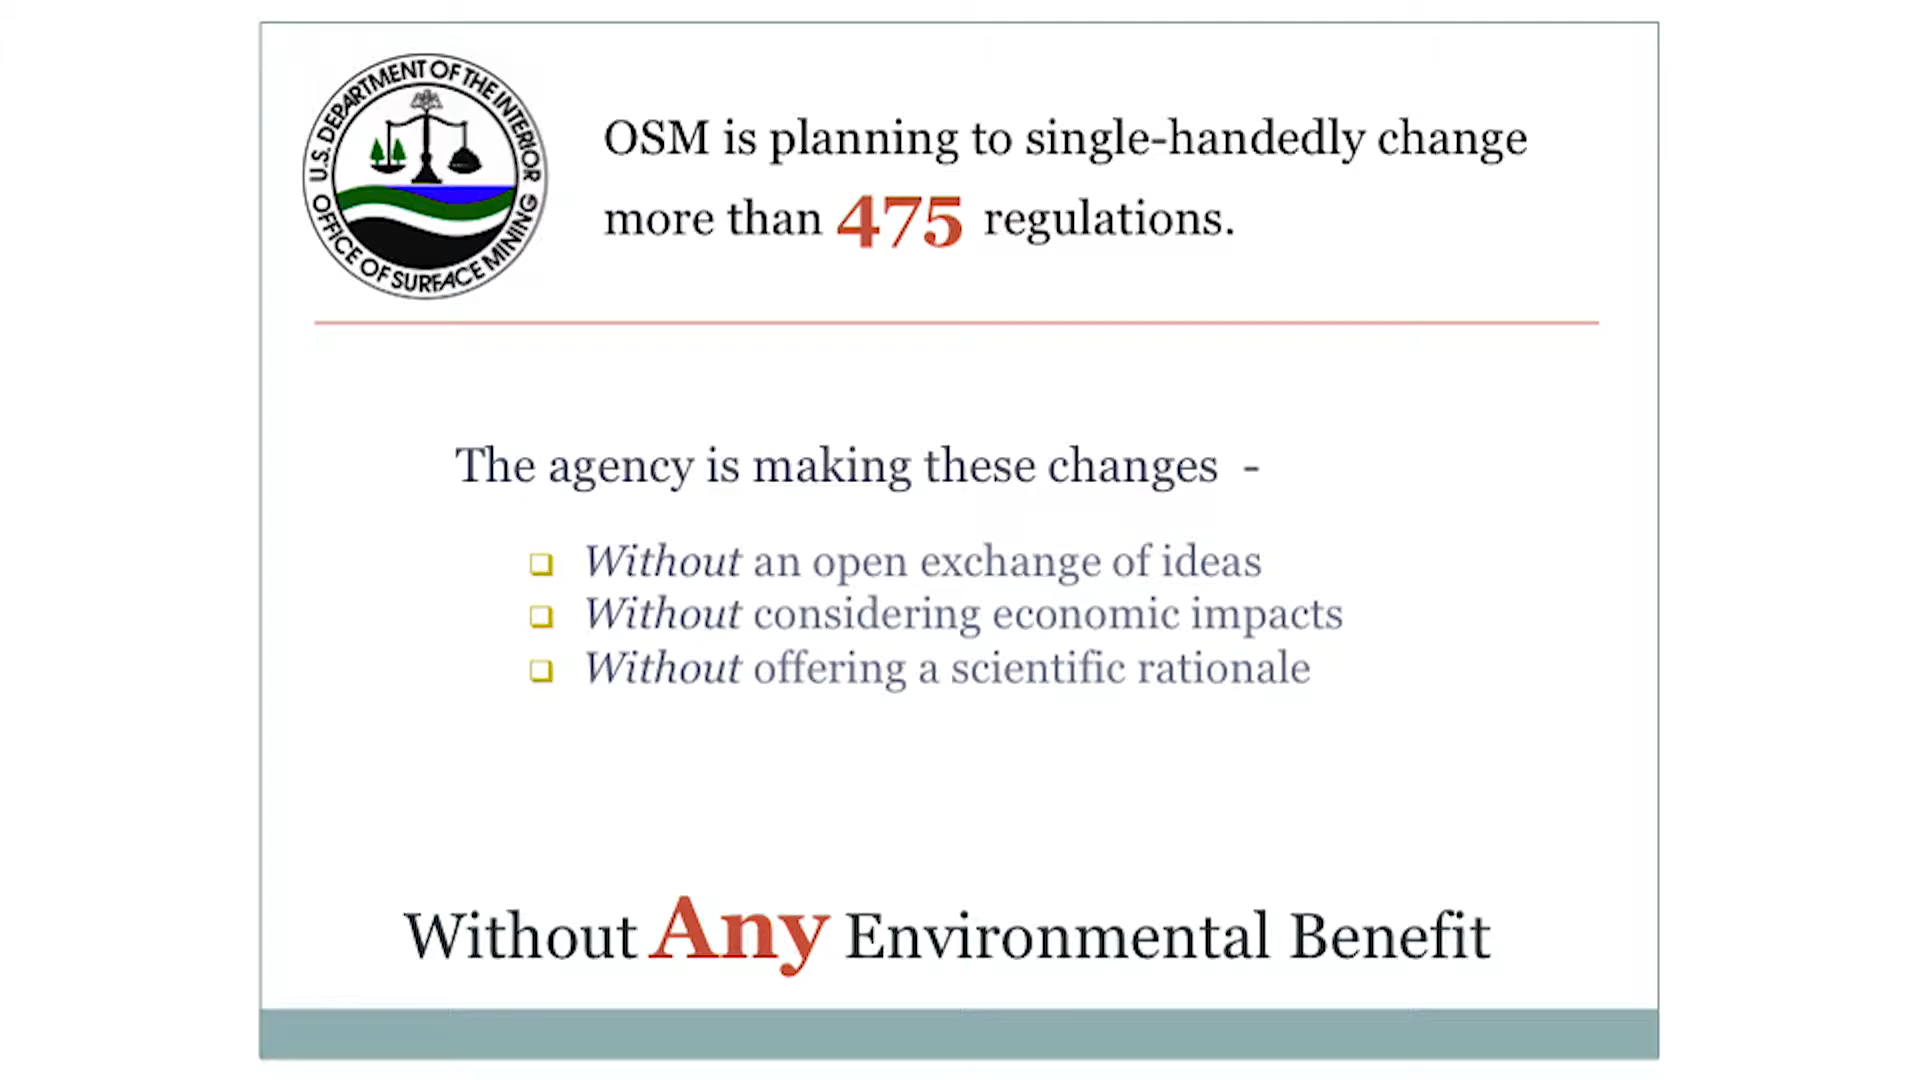 U.S. DEPARTMENT OF THE INTERIOR
OFFICE OF SURFACE MINING
OSM is planning to single-handedly change
more than 475 regulations.
The agency is making these changes -
Without an open exchange of ideas
Without considering economic impacts
Without offering a scientific rationale
Without Any Environmental Benefit